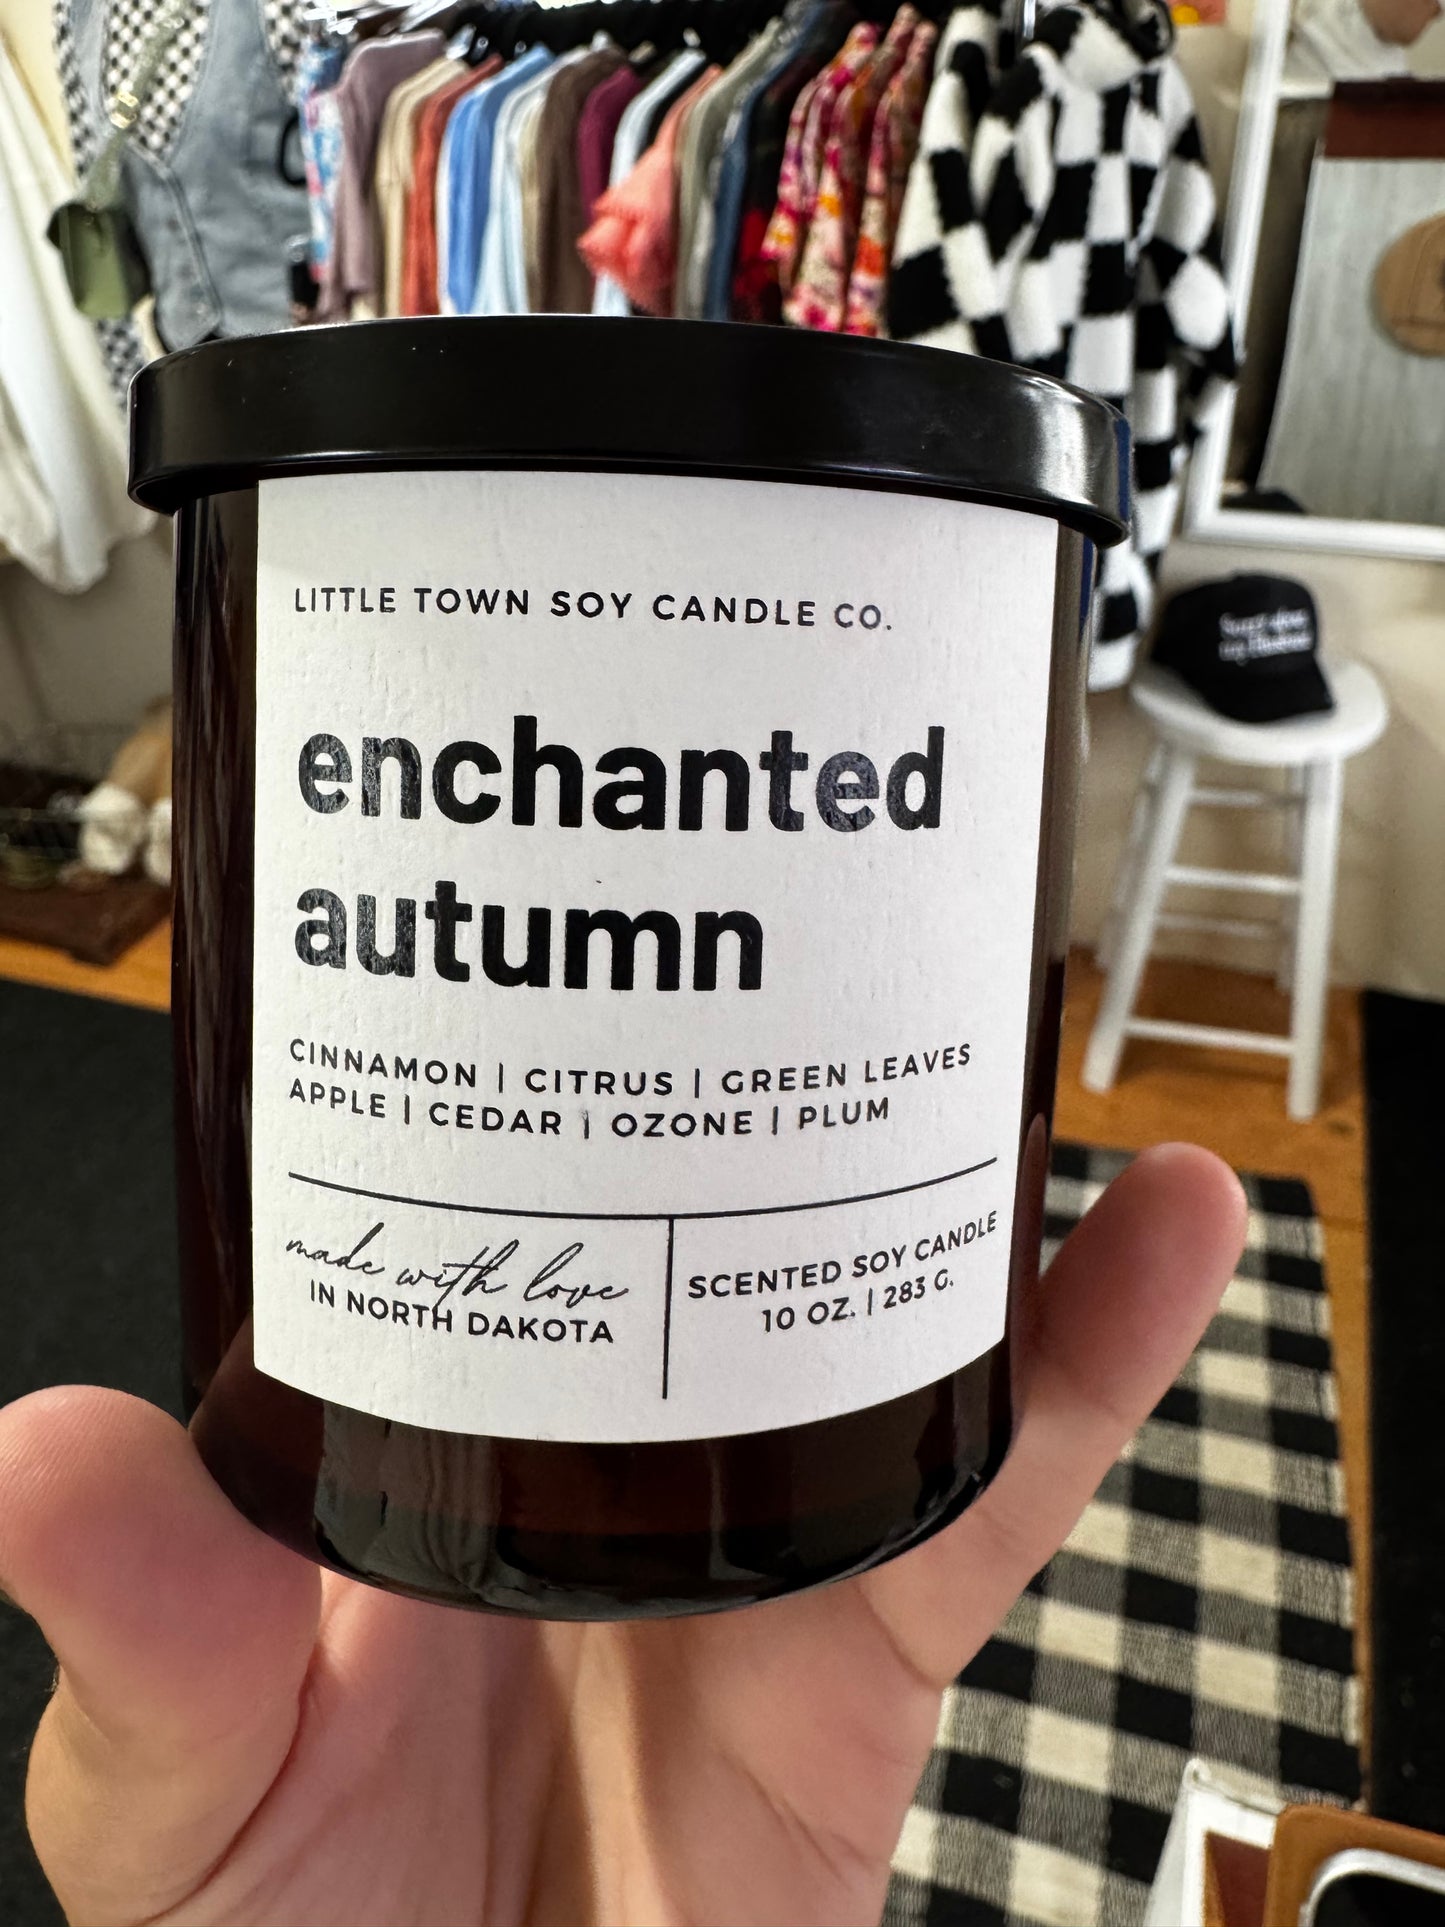 LITTLE TOWN SOY CANDLE CO.
enchanted
autumn
CINNAMON | CITRUS | GREEN LEAVES
APPLE | CEDAR | OZONE | PLUM
made with love
IN NORTH DAKOTA
SCENTED SOY CANDLE
10 OZ. | 283 G.